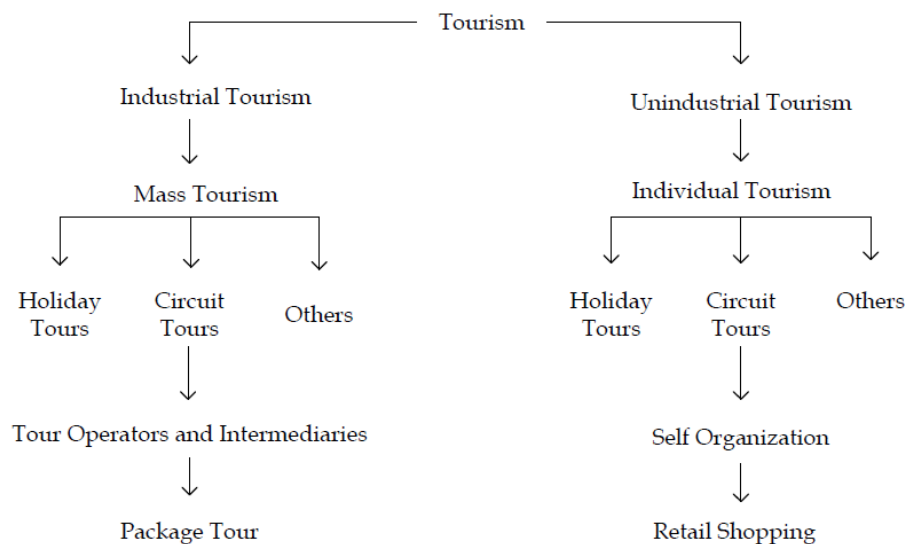 Tourism
Industrial Tourism
Unindustrial Tourism
Mass Tourism
Individual Tourism
Holiday
Tours
Circuit
Tours
Others
Holiday
Tours
Circuit
Tours
Others
Tour Operators and Intermediaries
Self Organization
Package Tour
Retail Shopping